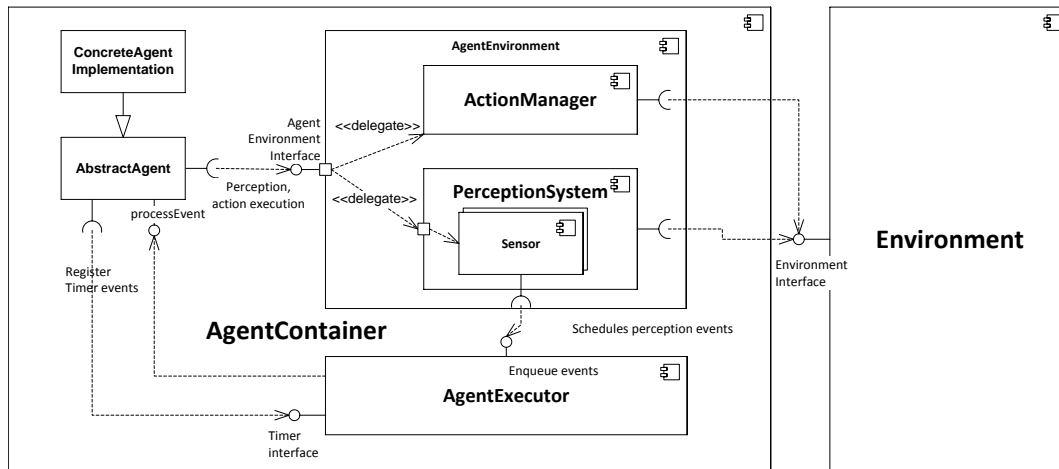 ConcreteAgent
Implementation
AgentEnvironment
ActionManager
Agent
Environment
Interface
<<delegate>>
AbstractAgent
Perception,
action execution
<<delegate>>
PerceptionSystem
Sensor
processEvent
Register
Timer events
Environment
Environment
Interface
AgentContainer
Schedules perception events
Enqueue events
AgentExecutor
Timer
interface